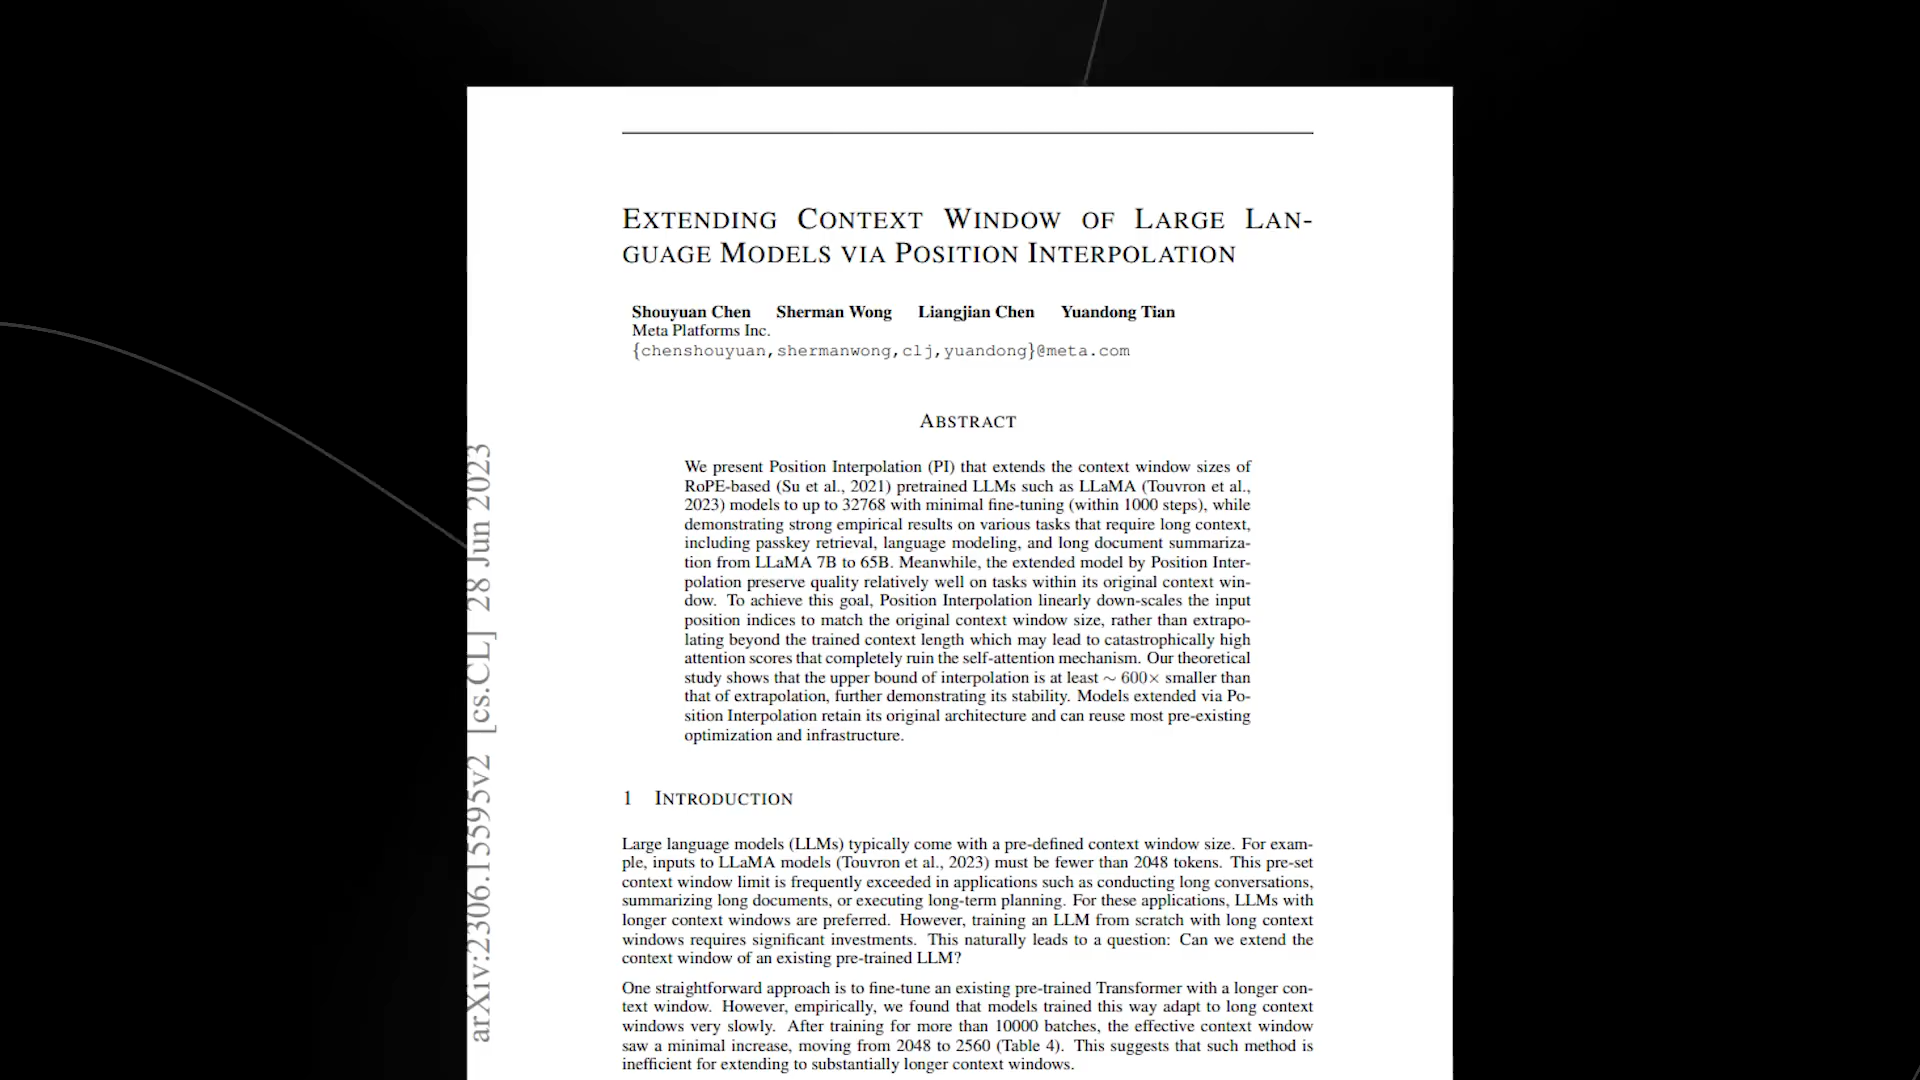 EXTENDING CONTEXT WINDOW OF LARGE LAN-
GUAGE MODELS VIA POSITION INTERPOLATION
Shouyuan Chen Sherman Wong Liangjian Chen Yuandong Tian
Meta Platforms Inc.
{chenshouyuan,shermanwong,clj,yuandong}@meta.com
ABSTRACT
We present Position Interpolation (PI) that extends the context window sizes of
RoPE-based (Su et al., 2021) pretrained LLMs such as LLaMA (Touvron et al.,
2023) models to up to 32768 with minimal fine-tuning (within 1000 steps), while
demonstrating strong empirical results on various tasks that require long context,
including passkey retrieval, language modeling, and long document summariza-
tion from LLaMA 7B to 65B. Meanwhile, the extended model by Position Inter-
polation preserve quality relatively well on tasks within its original context win-
dow. To achieve this goal, Position Interpolation linearly down-scales the input
position indices to match the original context window size, rather than extrapo-
lating beyond the trained context length which may lead to catastrophically high
attention scores that completely ruin the self-attention mechanism. Our theoretical
study shows that the upper bound of interpolation is at least ∼ 600× smaller than
that of extrapolation, further demonstrating its stability. Models extended via Po-
sition Interpolation retain its original architecture and can reuse most pre-existing
optimization and infrastructure.
1 INTRODUCTION
Large language models (LLMs) typically come with a pre-defined context window size. For exam-
ple, inputs to LLaMA models (Touvron et al., 2023) must be fewer than 2048 tokens. This pre-set
context window limit is frequently exceeded in applications such as conducting long conversations,
summarizing long documents, or executing long-term planning. For these applications, LLMs with
longer context windows are preferred. However, training an LLM from scratch with long context
windows requires significant investments. This naturally leads to a question: Can we extend the
context window of an existing pre-trained LLM?
One straightforward approach is to fine-tune an existing pre-trained Transformer with a longer con-
text window. However, empirically, we found that models trained this way adapt to long context
windows very slowly. After training for more than 10000 batches, the effective context window
saw a minimal increase, moving from 2048 to 2560 (Table 4). This suggests that such method is
inefficient for extending to substantially longer context windows.
arXiv:2306.15595v2 [cs.CL] 28 Jun 2023